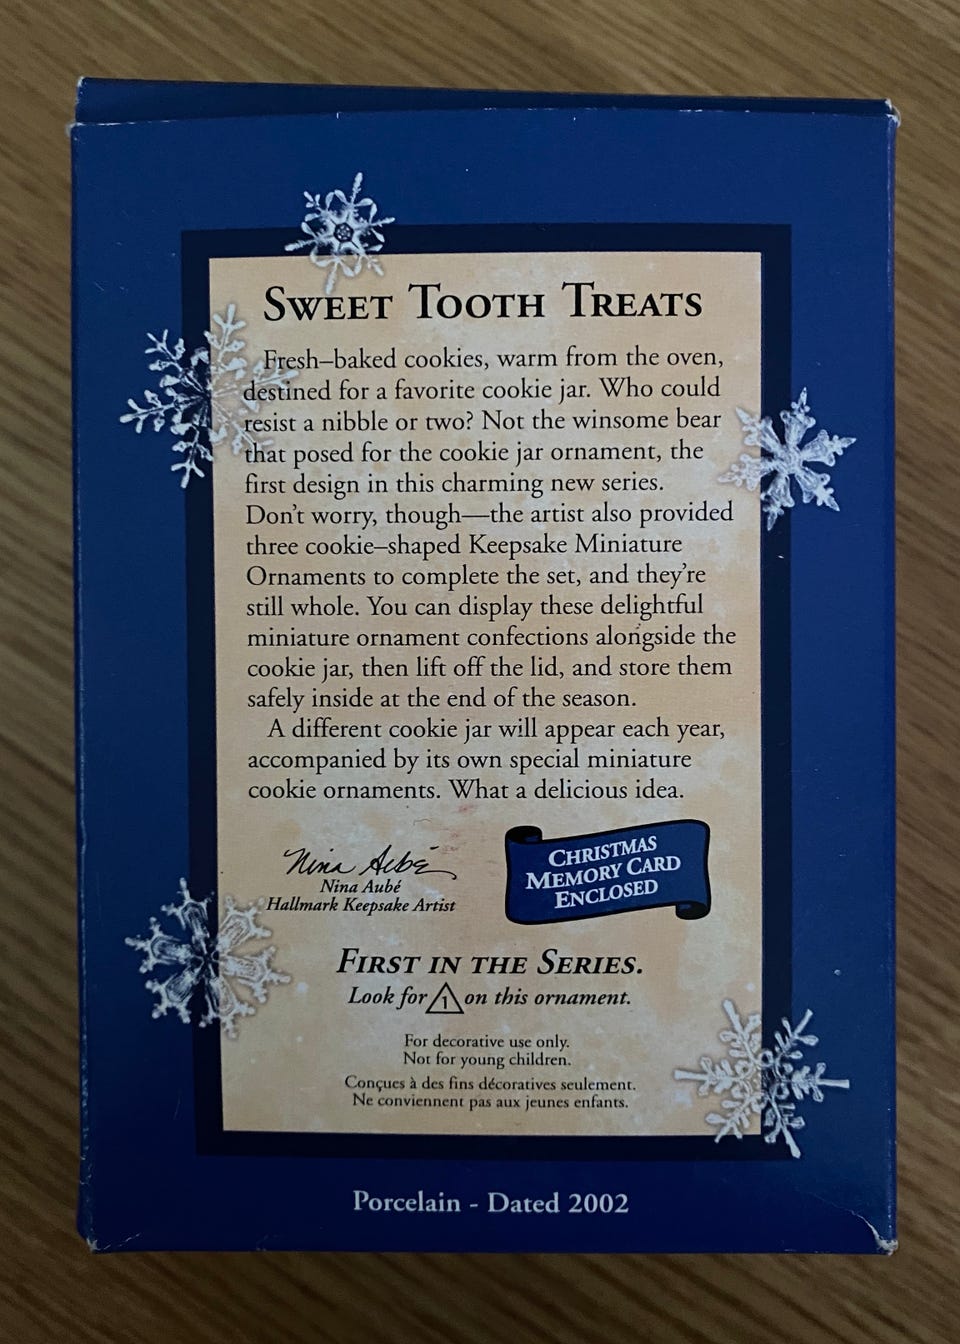 SWEET TOOTH TREATS
Fresh–baked cookies, warm from the oven,
destined for a favorite cookie jar. Who could
resist a nibble or two? Not the winsome bear
that posed for the cookie jar ornament, the
first design in this charming new series.
Don't worry, though—the artist also provided
three cookie–shaped Keepsake Miniature
Ornaments to complete the set, and they're
still whole. You can display these delightful
miniature ornament confections alongside the
cookie jar, then lift off the lid, and store them
safely inside at the end of the season.
A different cookie jar will appear each year,
accompanied by its own special miniature
cookie ornaments. What a delicious idea.
Nina Aubé
Nina Aubé
Hallmark Keepsake Artist
CHRISTMAS
MEMORY CARD
ENCLOSED
FIRST IN THE SERIES.
Look for 1 on this ornament.
For decorative use only.
Not for young children.
Conçues à des fins décoratives seulement.
Ne conviennent pas aux jeunes enfants.
Porcelain - Dated 2002